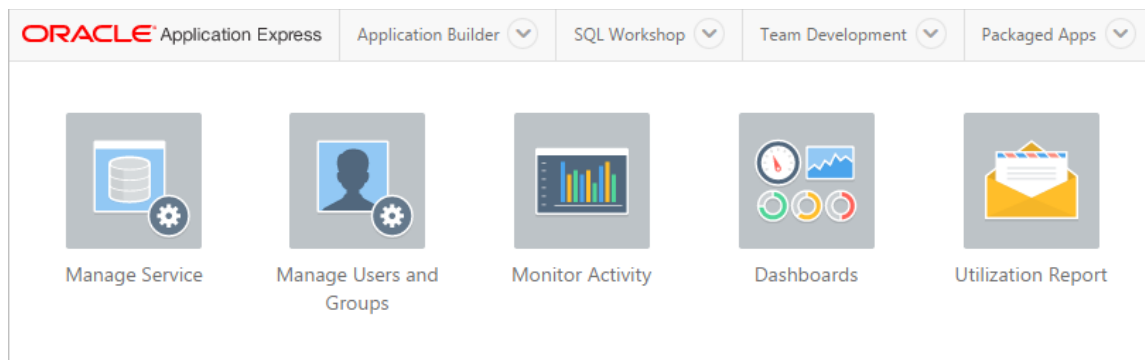 ORACLE Application Express Application Builder SQL Workshop Team Development Packaged Apps
Manage Service Manage Users and Monitor Activity Dashboards Utilization Report
Groups